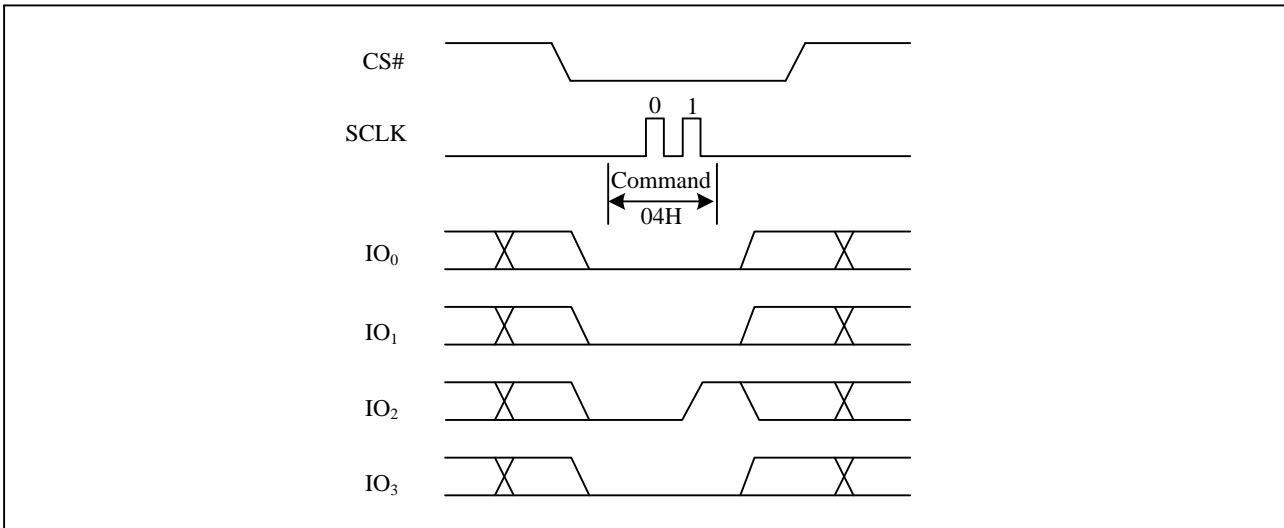 CS#
0 1
SCLK
Command
04H
IO₀
IO₁
IO₂
IO₃